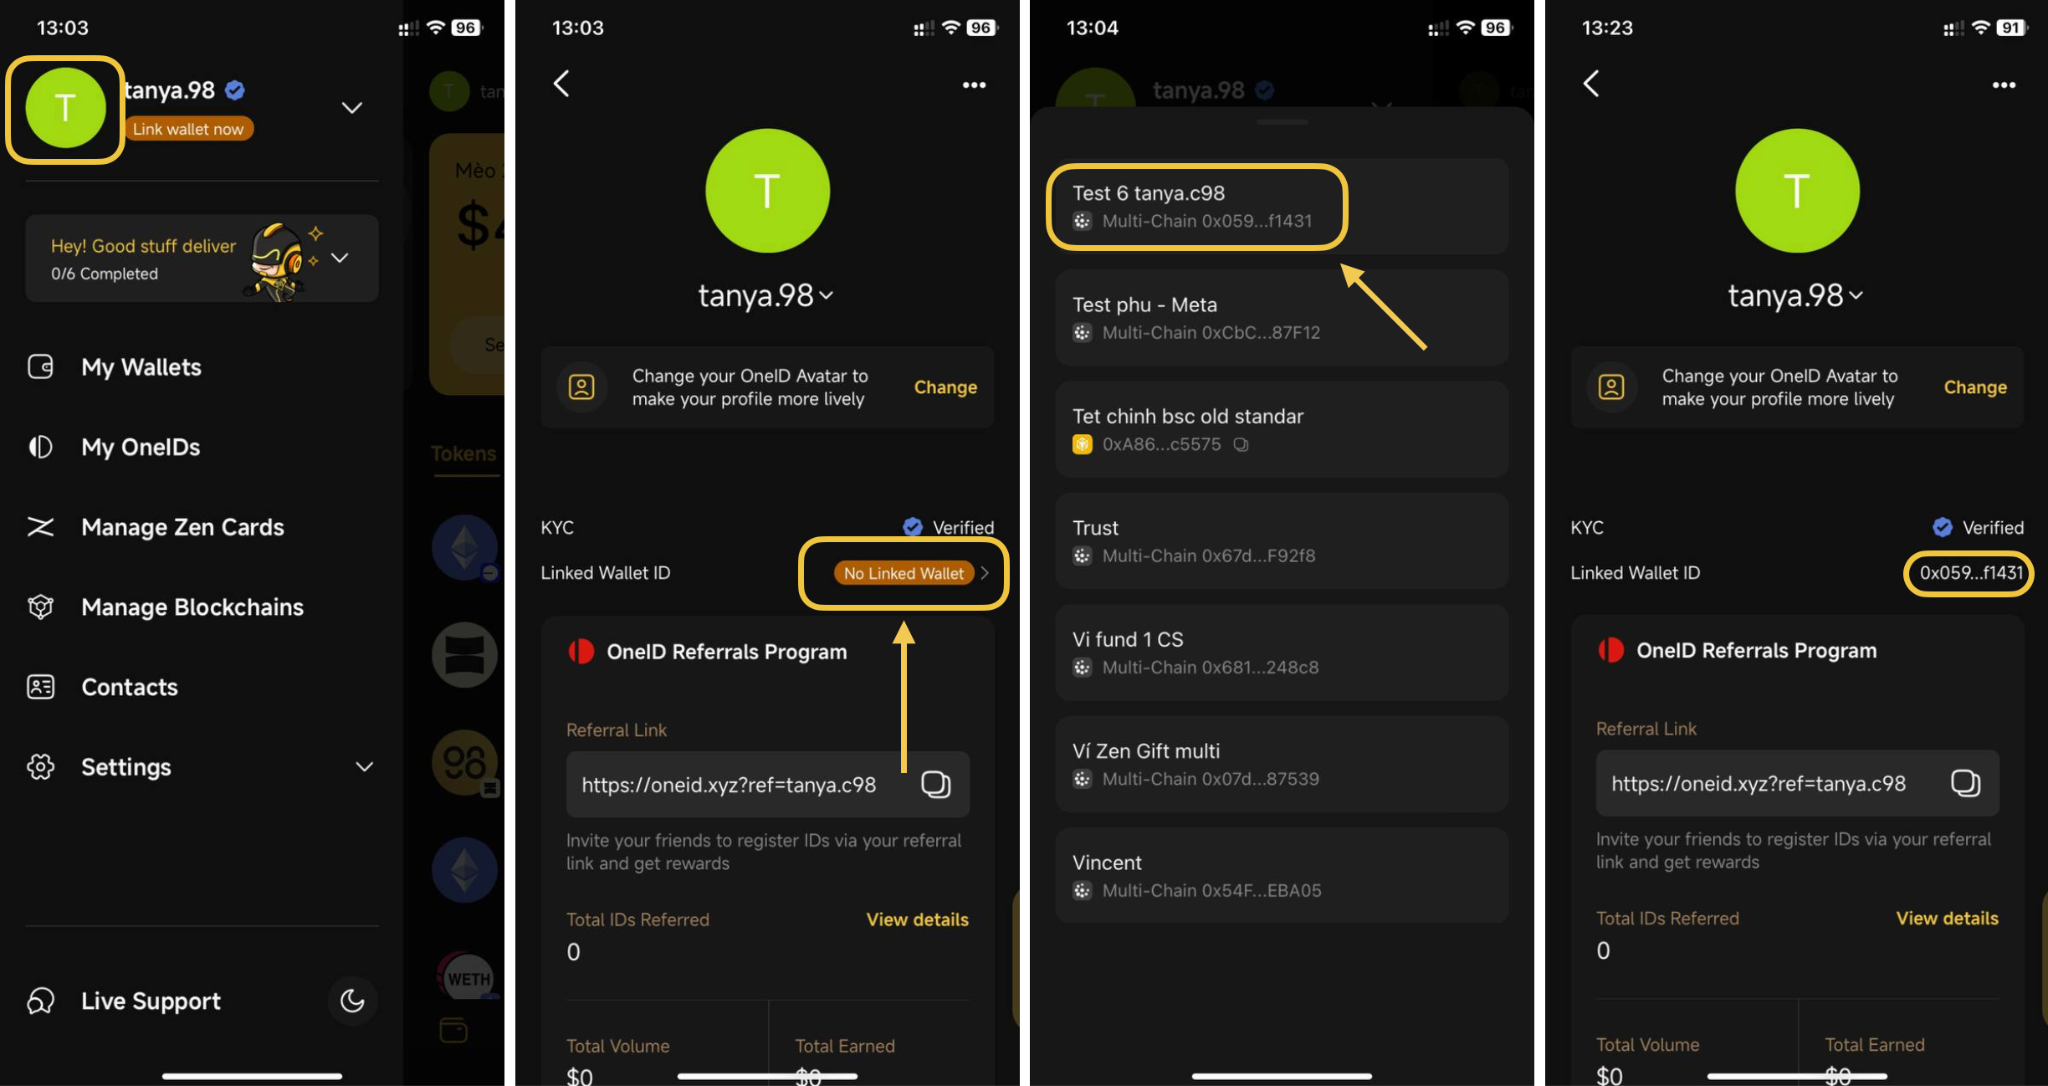 13:03
96
T
tanya.98
Link wallet now
Hey! Good stuff deliver
0/6 Completed
My Wallets
My OneIDs
Manage Zen Cards
Manage Blockchains
Contacts
Settings
Live Support
T
tan
Mèo
$4
Se
Tokens
98
WETH
13:03
96
T
tanya.98
Change your OneID Avatar to
make your profile more lively
Change
KYC
Verified
Linked Wallet ID
No Linked Wallet
OneID Referrals Program
Referral Link
https://oneid.xyz?ref=tanya.c98
Invite your friends to register IDs via your referral
link and get rewards
Total IDs Referred
View details
0
Total Volume
Total Earned
$0
$0
13:04
96
T
tanya.98
Test 6 tanya.c98
Multi-Chain 0x059...f1431
Test phu - Meta
Multi-Chain 0xCbC...87F12
Tet chinh bsc old standar
0xA86...c5575
Trust
Multi-Chain 0x67d...F92f8
Vi fund 1 CS
Multi-Chain 0x681...248c8
Ví Zen Gift multi
Multi-Chain 0x07d...87539
Vincent
Multi-Chain 0x54F...EBA05
13:23
91
T
tanya.98
Change your OneID Avatar to
make your profile more lively
Change
KYC
Verified
Linked Wallet ID
0x059...f1431
OneID Referrals Program
Referral Link
https://oneid.xyz?ref=tanya.c98
Invite your friends to register IDs via your referral
link and get rewards
Total IDs Referred
View details
0
Total Volume
Total Earned
$0
$0